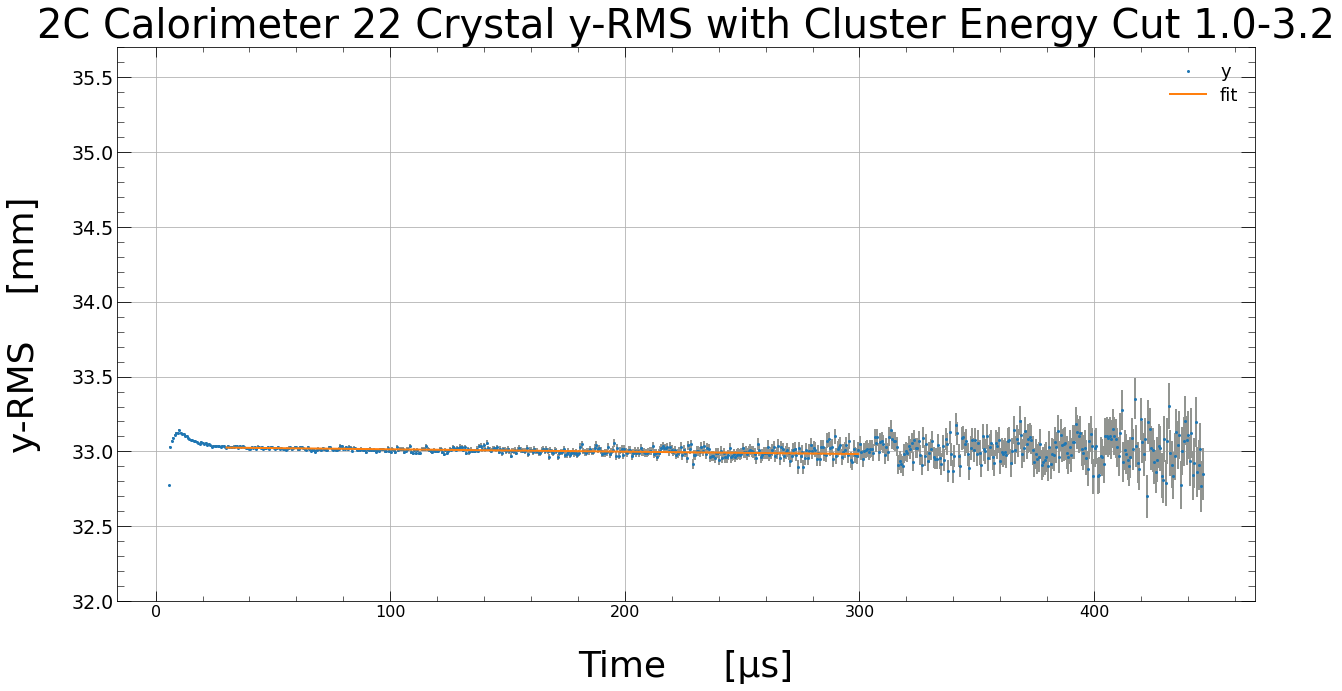 2C Calorimeter 22 Crystal y-RMS with Cluster Energy Cut 1.0-3.2
y
fit
35.5
35.0
34.5
34.0
33.5
33.0
32.5
32.0
y-RMS [mm]
0 100 200 300 400
Time [µs]